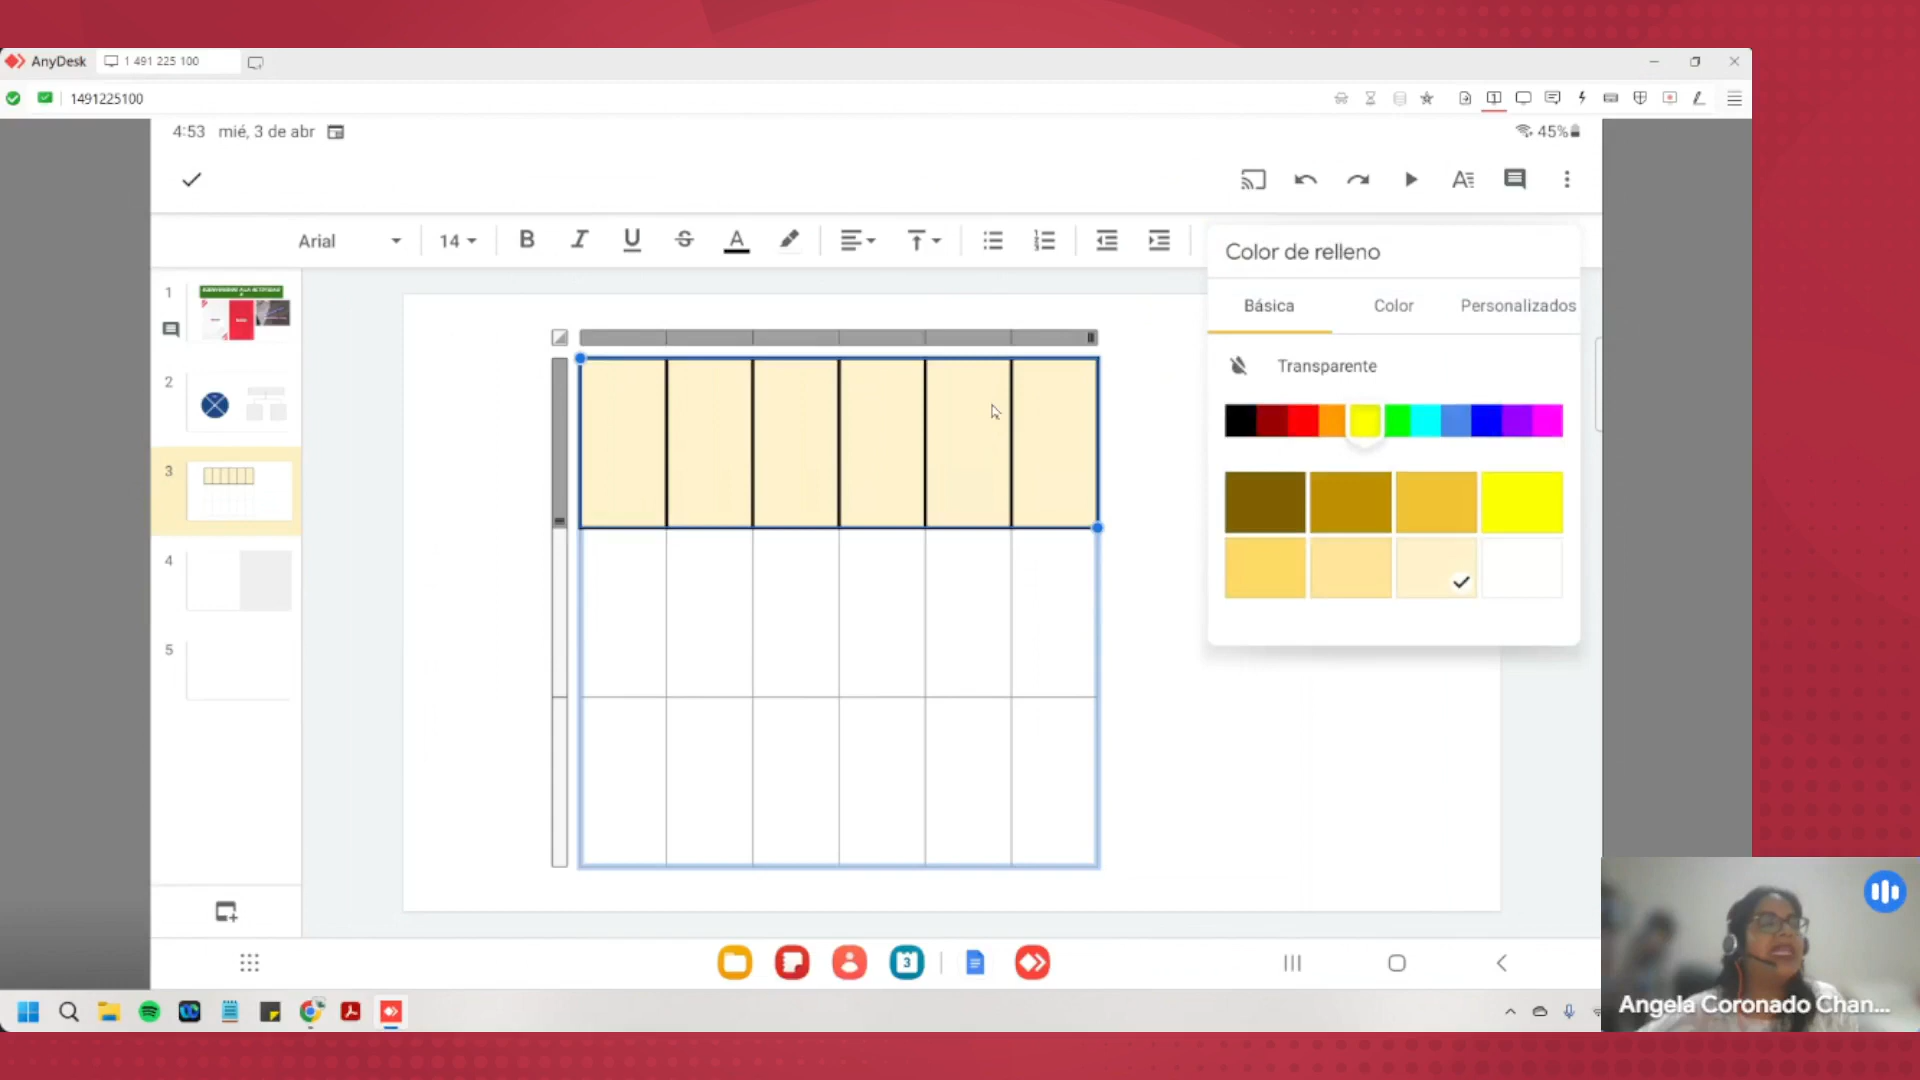 AnyDesk
1 491 225 100
1491225100
4:53 mié, 3 de abr
45%
Arial
14
B I U S A
Color de relleno
Básica
Color
Personalizados
Transparente
1
2
3
4
5
3
Angela Coronado Chan...